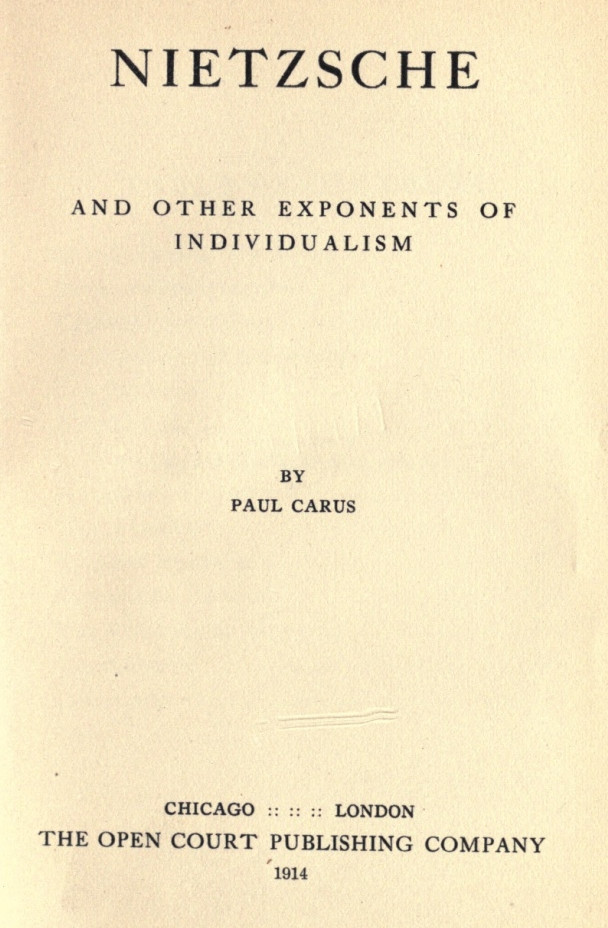 NIETZSCHE
AND OTHER EXPONENTS OF
INDIVIDUALISM
BY
PAUL CARUS
CHICAGO :: :: :: LONDON
THE OPEN COURT PUBLISHING COMPANY
1914